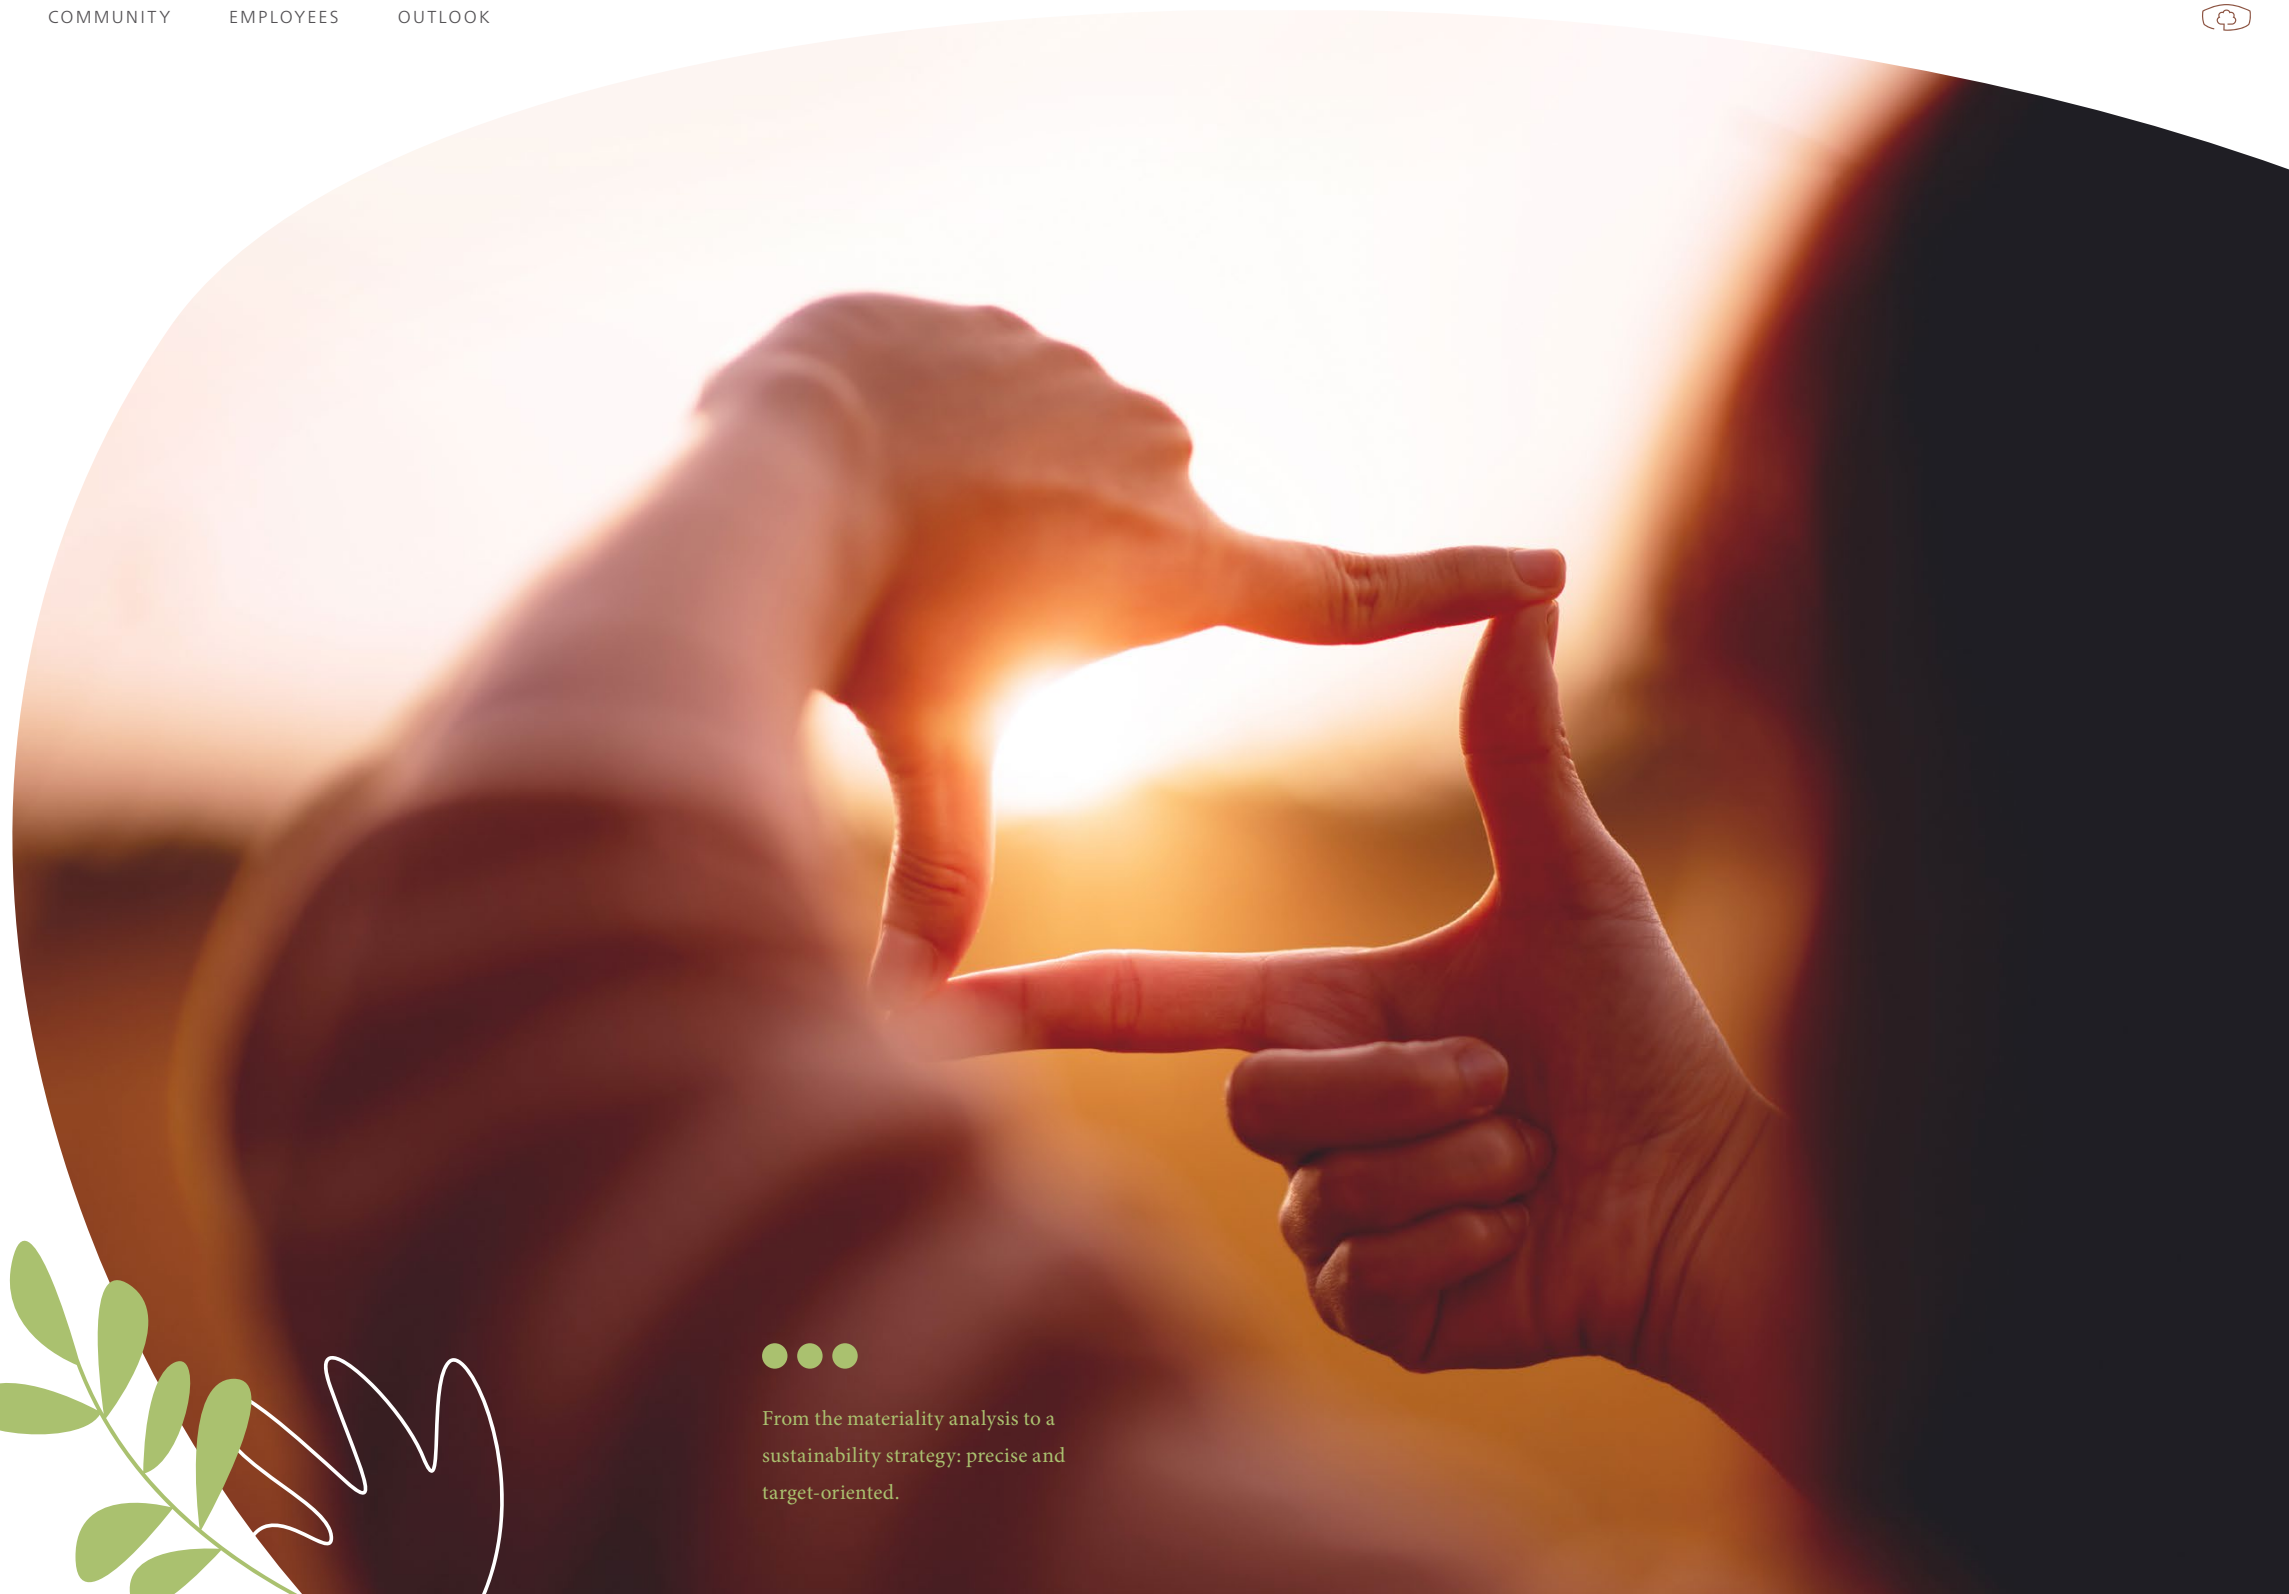 COMMUNITY EMPLOYEES OUTLOOK
From the materiality analysis to a
sustainability strategy: precise and
target-oriented.